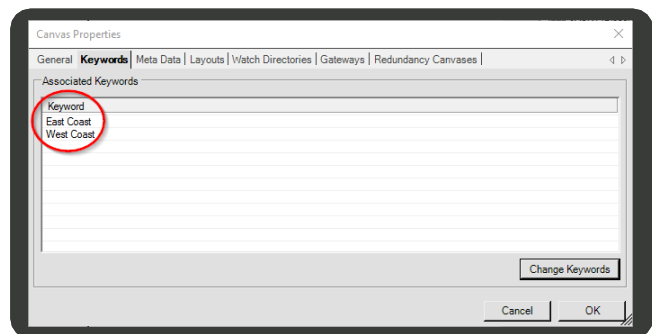 Canvas Properties
General Keywords Meta Data Layouts Watch Directories Gateways Redundancy Canvases
Associated Keywords
Keyword
East Coast
West Coast
Change Keywords
Cancel OK